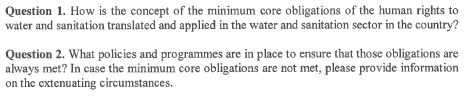 Question 1. How is the concept of the minimum core obligations of the human rights to
water and sanitation translated and applied in the water and sanitation sector in the country?
Question 2. What policies and programmes are in place to ensure that those obligations are
always met? In case the minimum core obligations are not met, please provide information
on the extenuating circumstances.